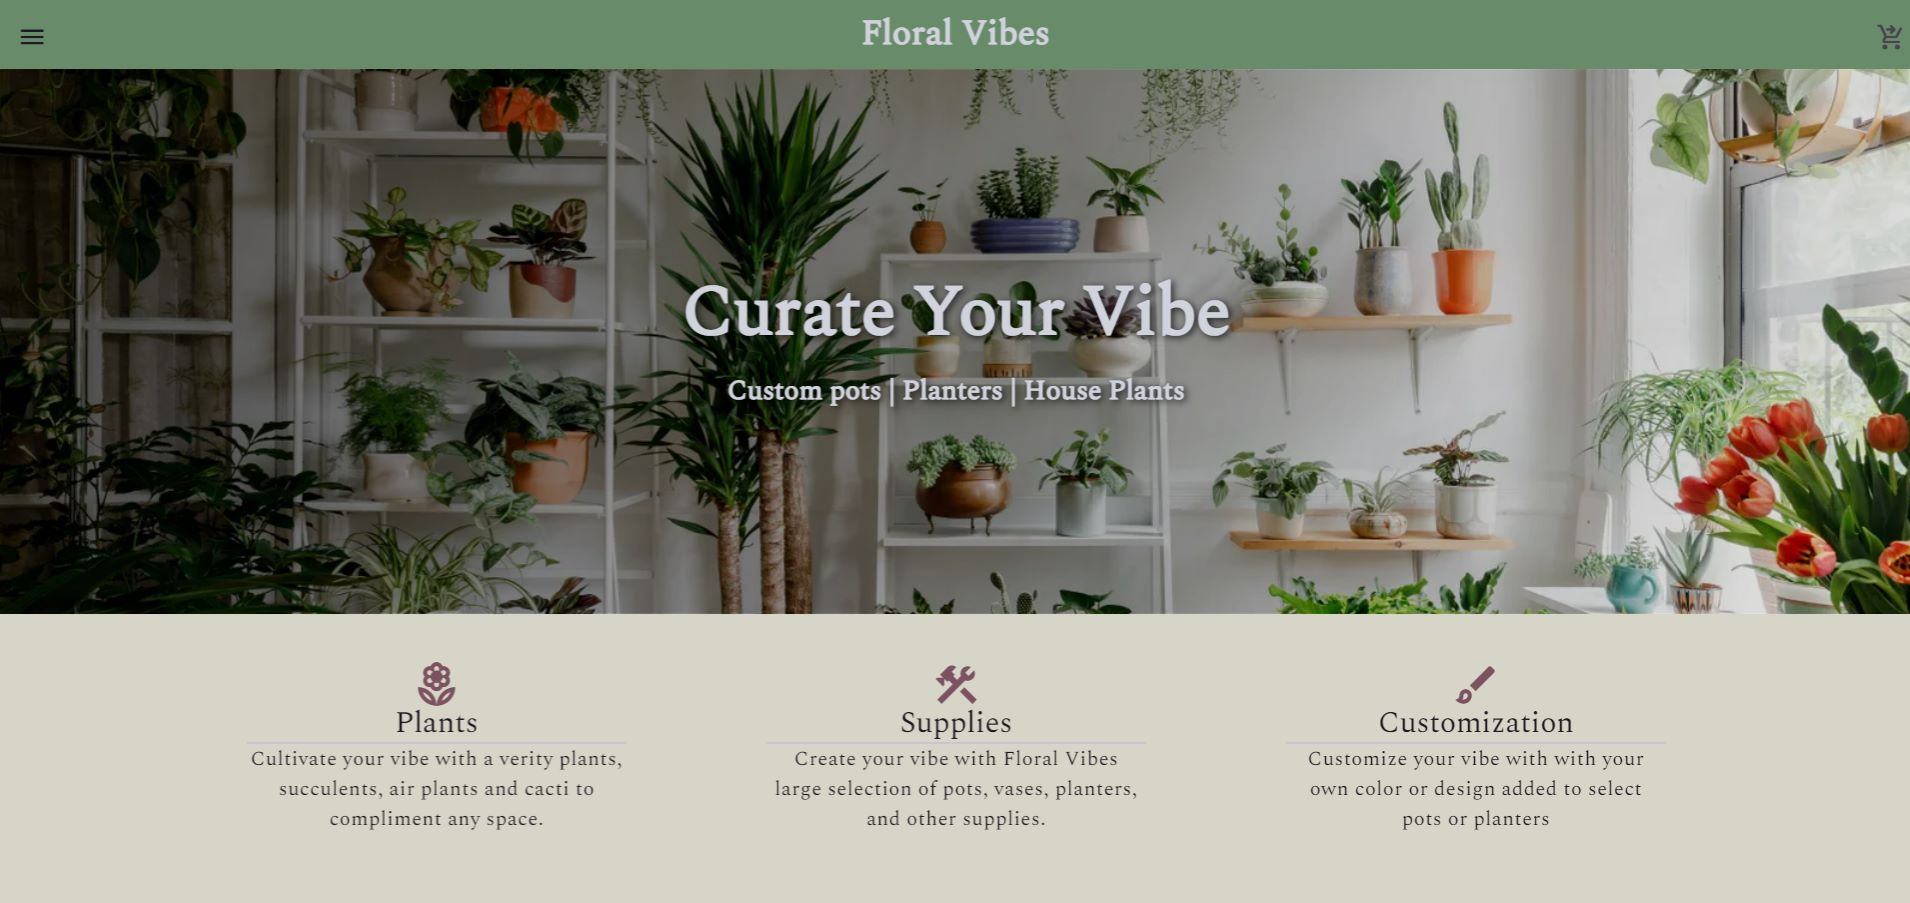 Floral Vibes
Curate Your Vibe
Custom pots | Planters | House Plants
Plants
Cultivate your vibe with a verity plants,
succulents, air plants and cacti to
compliment any space.
Supplies
Create your vibe with Floral Vibes
large selection of pots, vases, planters,
and other supplies.
Customization
Customize your vibe with with your
own color or design added to select
pots or planters